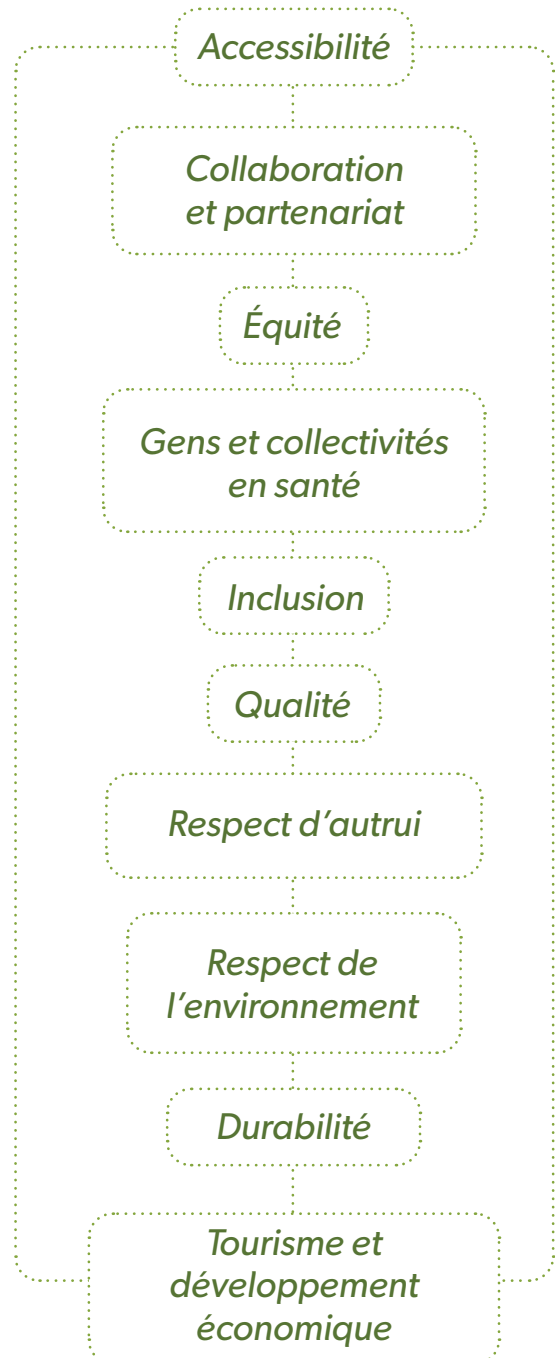 Accessibilité
Collaboration
et partenariat
Équité
Gens et collectivités
en santé
Inclusion
Qualité
Respect d’autrui
Respect de
l’environnement
Durabilité
Tourisme et
développement
économique